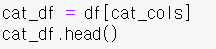 cat_df = df[cat_cols]
cat_df.head()